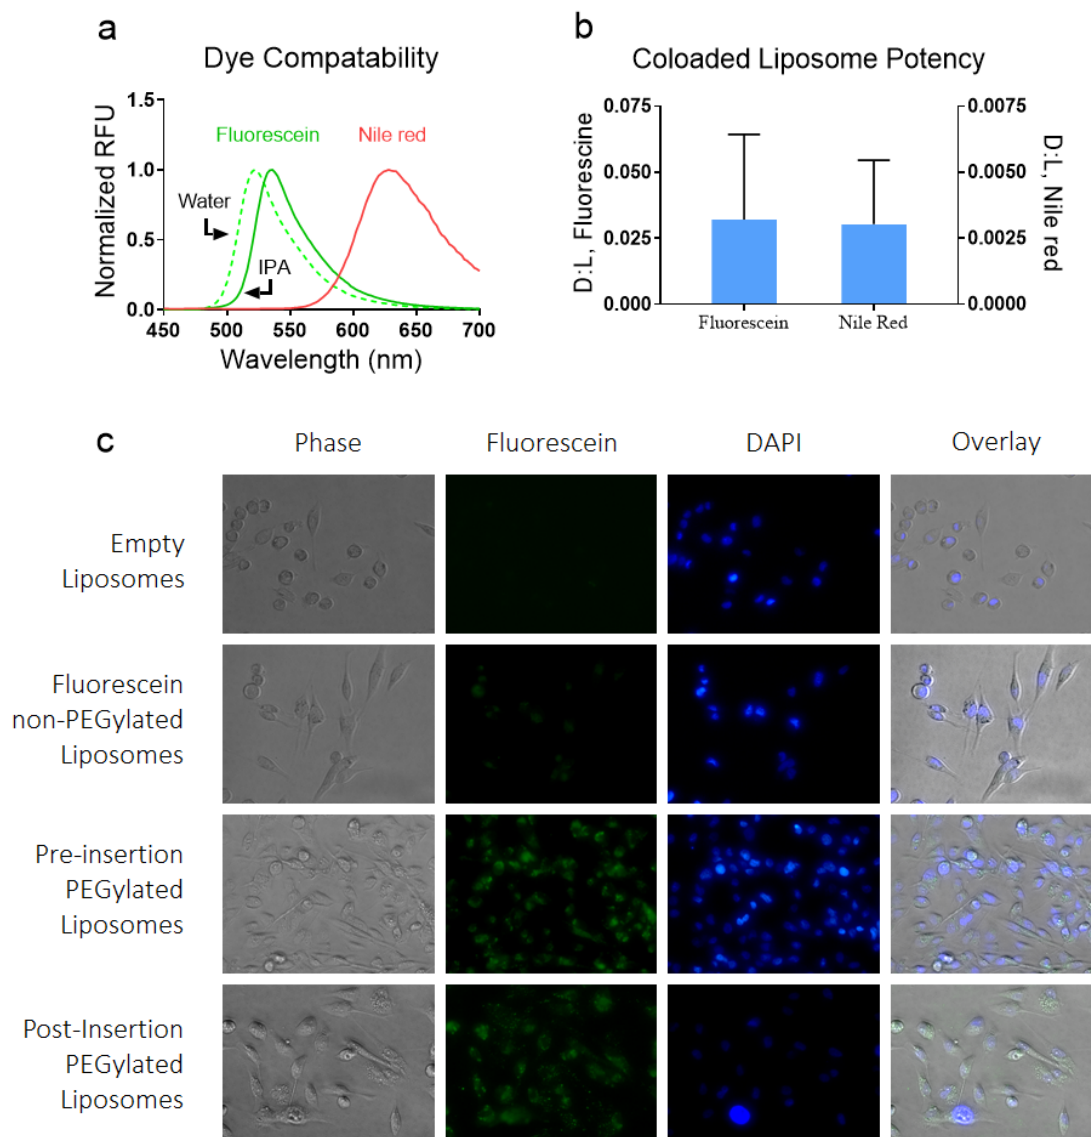 a
Dye Compatability
Normalized RFU
1.5
1.0
0.5
0.0
Fluorescein
Nile red
Water
IPA
450 500 550 600 650 700
Wavelength (nm)
b
Coloaded Liposome Potency
D:L, Fluorescine
0.075
0.050
0.025
0.000
0.0075
0.0050
0.0025
0.0000
D:L, Nile red
Fluorescein Nile Red
c
Phase Fluorescein DAPI Overlay
Empty
Liposomes
Fluorescein
non-PEGylated
Liposomes
Pre-insertion
PEGylated
Liposomes
Post-Insertion
PEGylated
Liposomes